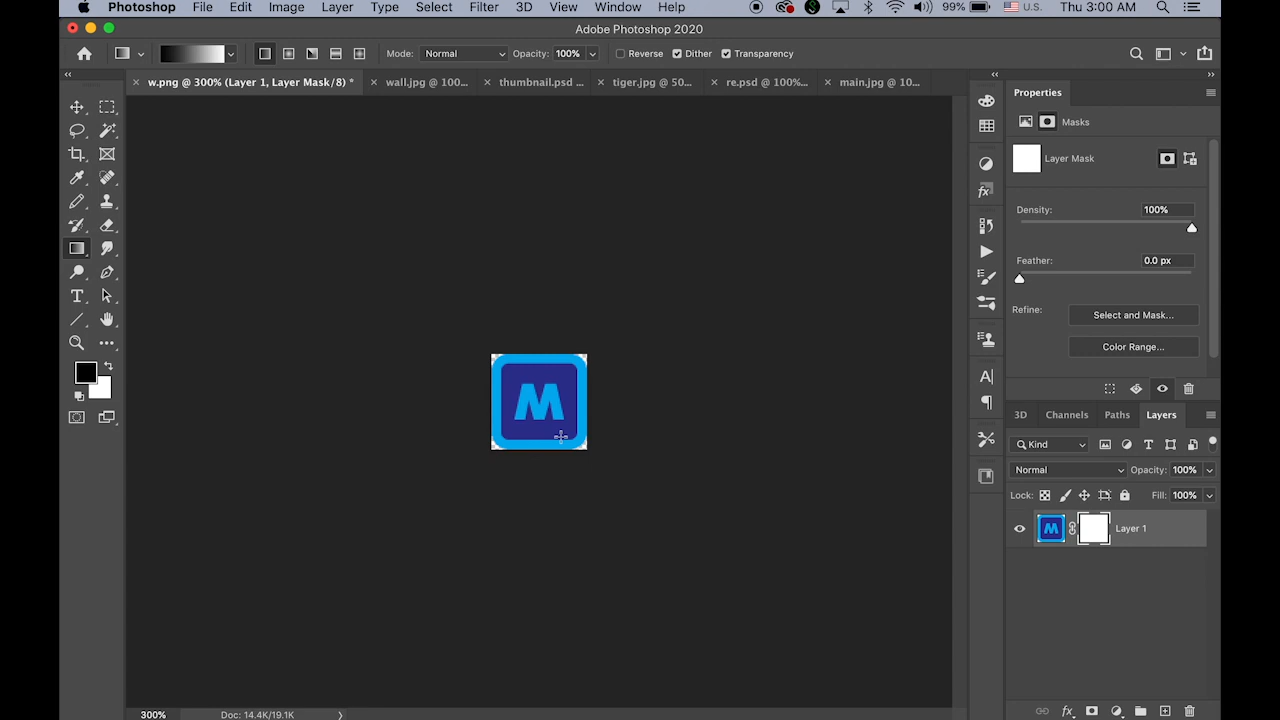 Photoshop File Edit Image Layer Type Select Filter 3D View Window Help 99% U.S. Thu 3:00 AM
Adobe Photoshop 2020
Mode: Normal Opacity: 100% Reverse Dither Transparency
w.png @ 300% (Layer 1, Layer Mask/8) * wall.jpg @ 100... thumbnail.psd ... tiger.jpg @ 50... re.psd @ 100%... main.jpg @ 10...
Properties
Masks
Layer Mask
Density: 100%
Feather: 0.0 px
Refine: Select and Mask...
Color Range...
M
3D Channels Paths Layers
Kind
Normal Opacity: 100%
Lock: Fill: 100%
M Layer 1
300% Doc: 14.4K/19.1K